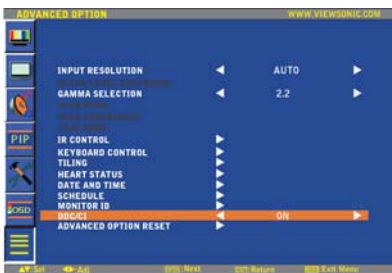 ADVANCED OPTION WWW.VIEWSONIC.COM
INPUT RESOLUTION AUTO
GAMMA SELECTION 2.2
IR CONTROL
KEYBOARD CONTROL
TILING
HEART STATUS
DATE AND TIME
SCHEDULE
MONITOR ID
DDC/CI ON
ADVANCED OPTION RESET
PIP
OSD
Sel Adj :Next :Return Exit Menu